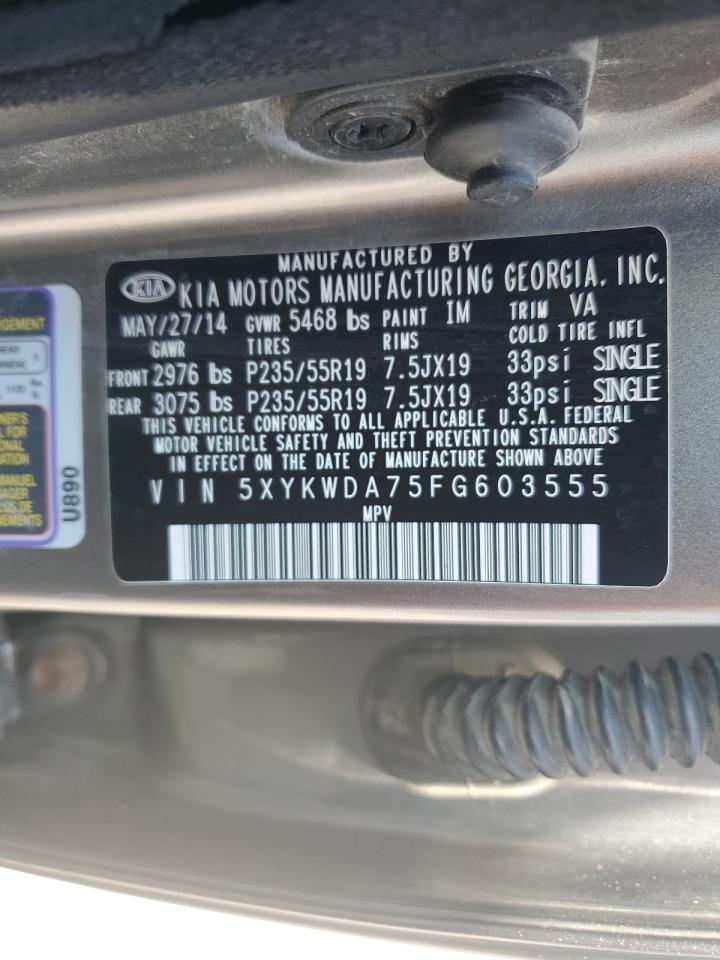 MANUFACTURED BY
KIA KIA MOTORS MANUFACTURING GEORGIA, INC.
MAY/27/14 GVWR 5468 lbs PAINT IM TRIM VA
GAWR TIRES RIMS COLD TIRE INFL
FRONT 2976 lbs P235/55R19 7.5JX19 33psi SINGLE
REAR 3075 lbs P235/55R19 7.5JX19 33psi SINGLE
THIS VEHICLE CONFORMS TO ALL APPLICABLE U.S.A. FEDERAL
MOTOR VEHICLE SAFETY AND THEFT PREVENTION STANDARDS
IN EFFECT ON THE DATE OF MANUFACTURE SHOWN ABOVE
VIN 5XYKWDA75FG603555
MPV
U890